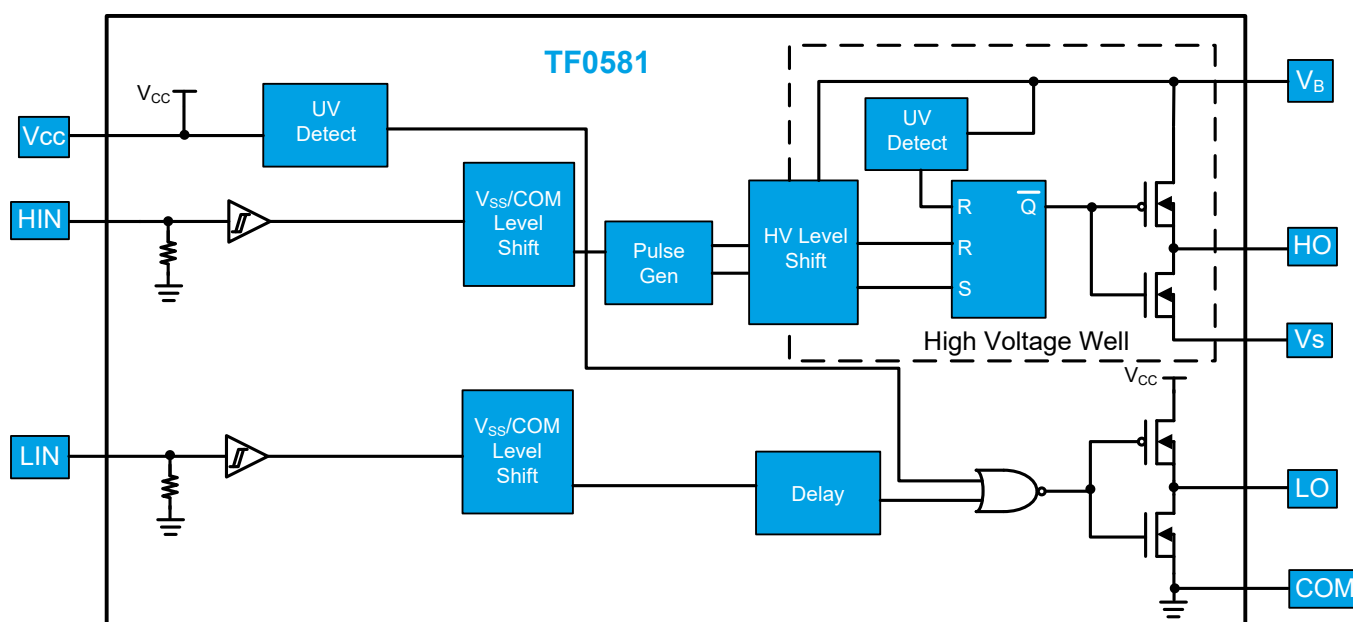 TF0581
VCC
Vcc
UV
Detect
VB
UV
Detect
HIN
VSS/COM
Level
Shift
Pulse
Gen
HV Level
Shift
R
Q
R
S
HO
High Voltage Well
Vs
VCC
LIN
VSS/COM
Level
Shift
Delay
LO
COM